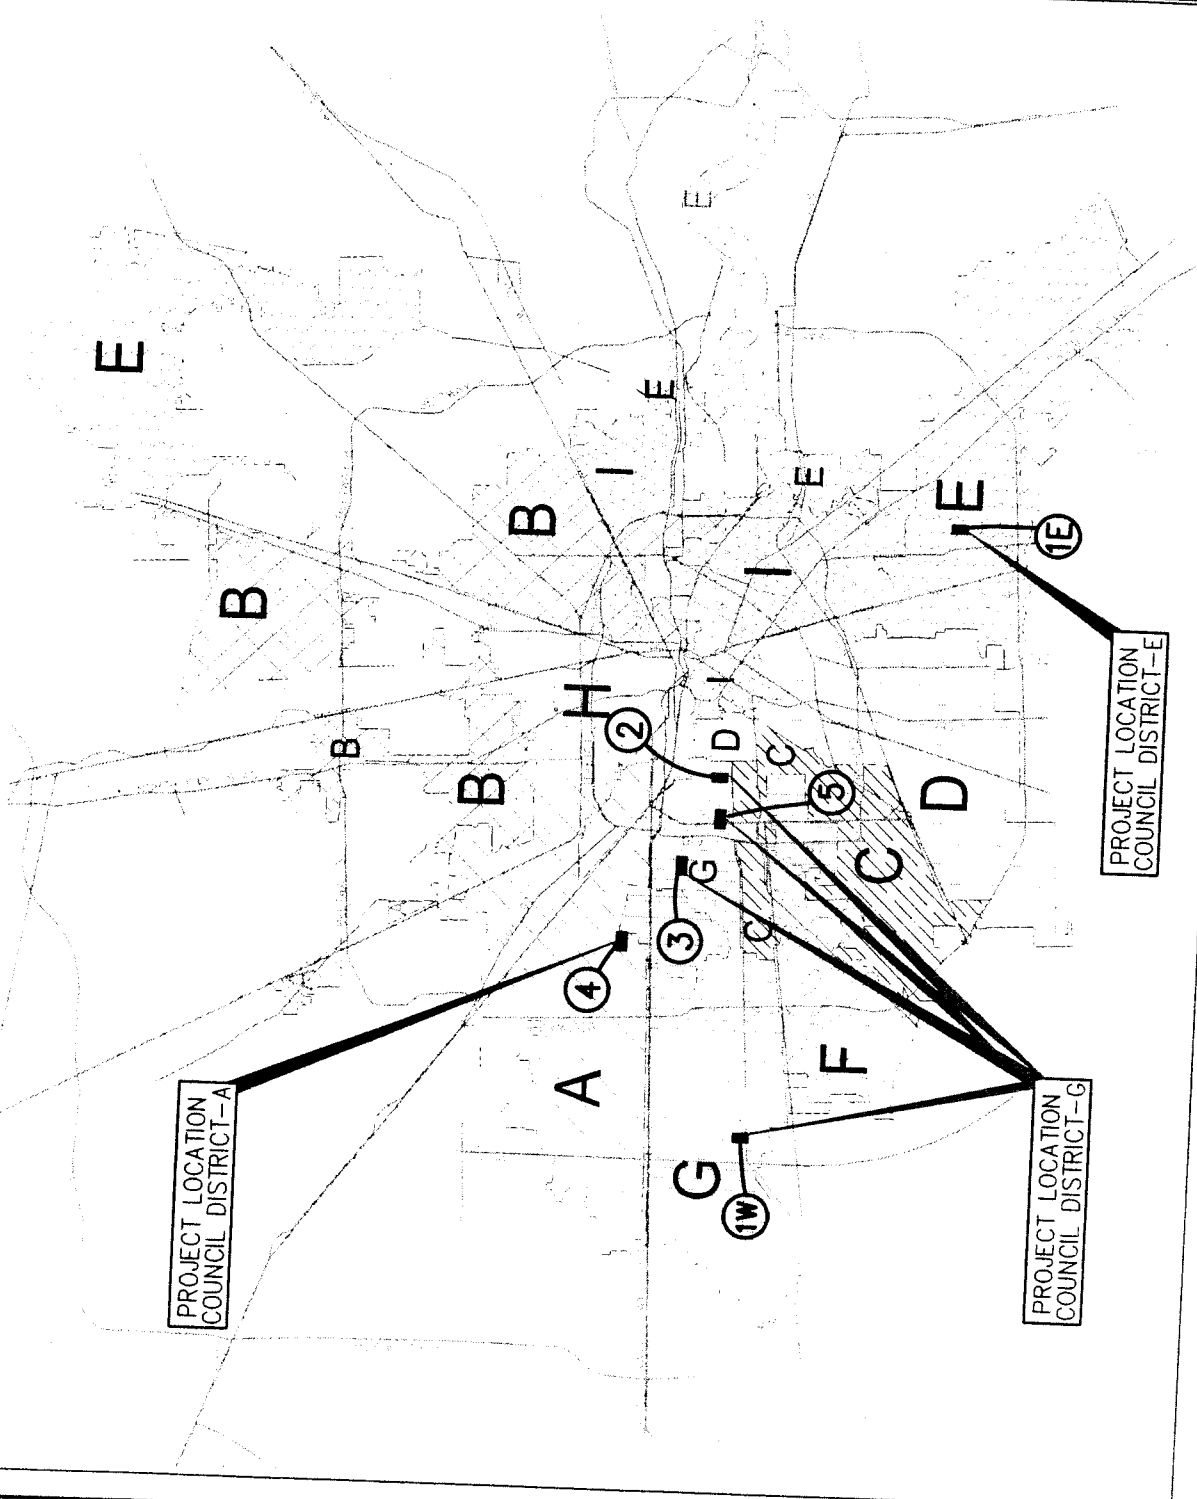 E
PROJECT LOCATION
COUNCIL DISTRICT-A
B
B
B
B
A
H
4
I
2
E
3
G
E
G
I
D
1W
C
I
C
E
5
F
C
D
E
PROJECT LOCATION
COUNCIL DISTRICT-G
1E
PROJECT LOCATION
COUNCIL DISTRICT-E